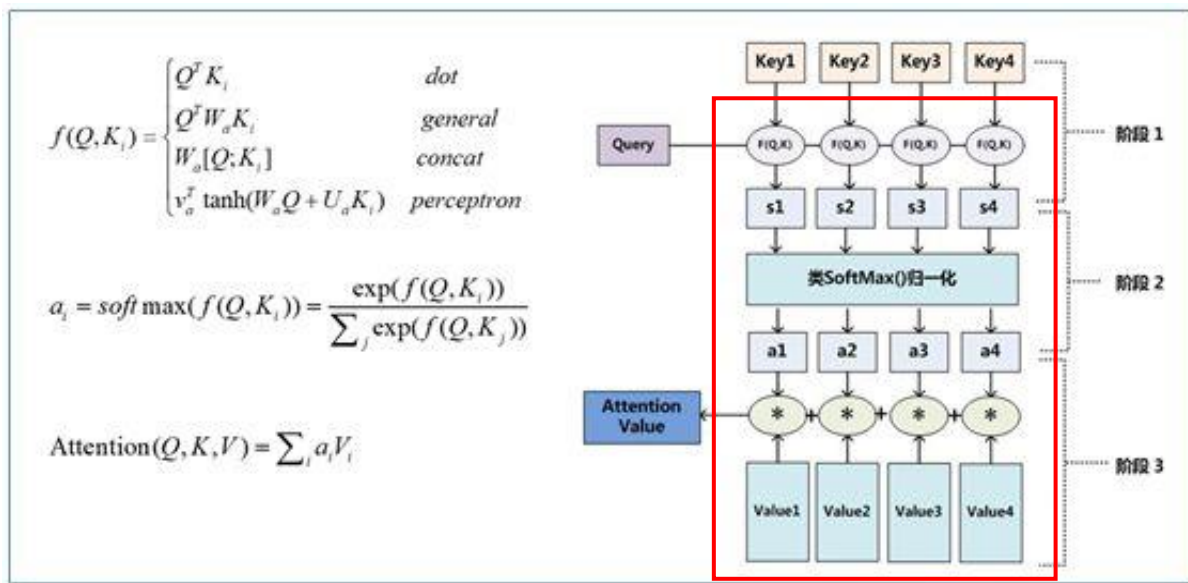 f(Q,K_i) = { Q^T K_i dot
Q^T W_a K_i general
W_a[Q;K_i] concat
v_a^T tanh(W_a Q + U_a K_i) perceptron
a_i = soft max(f(Q,K_i)) = exp(f(Q,K_i)) / ∑_j exp(f(Q,K_j))
Attention(Q,K,V) = ∑_i a_i V_i
Key1 Key2 Key3 Key4
阶段 1
Query F(Q,K) F(Q,K) F(Q,K) F(Q,K)
s1 s2 s3 s4
类SoftMax()归一化
阶段 2
a1 a2 a3 a4
Attention
Value
* + * + * + *
阶段 3
Value1 Value2 Value3 Value4